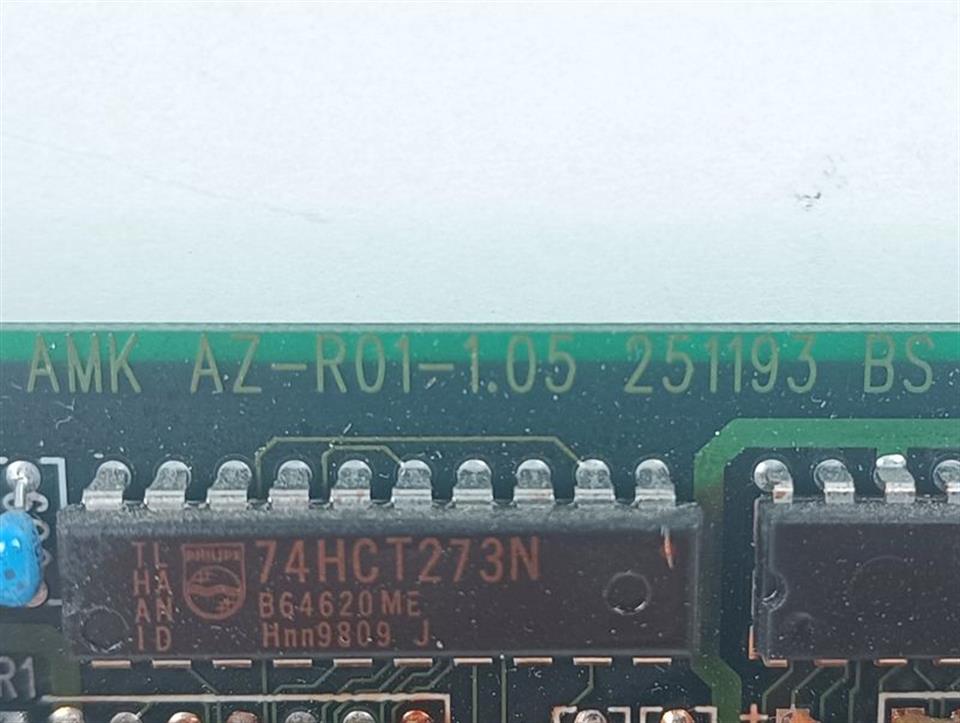 AMK AZ-R01-1.05 251193 BS
TL
HA
AN
ID
PHILIPS
74HCT273N
B64620ME
Hnn9809 J
R1